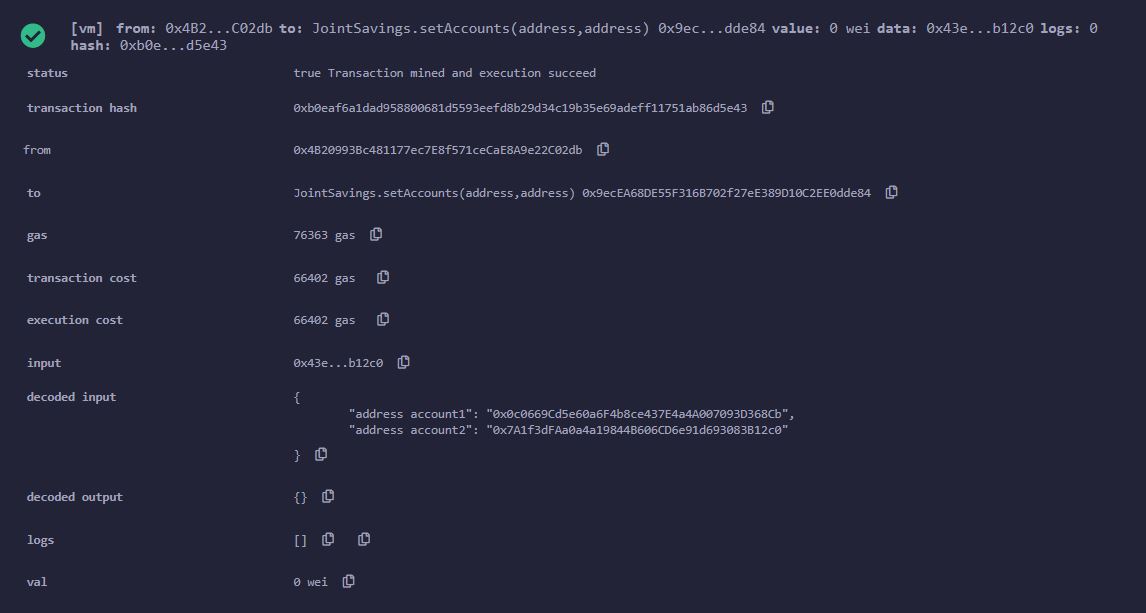 [vm] from: 0x4B2...C02db to: JointSavings.setAccounts(address,address) 0x9ec...dde84 value: 0 wei data: 0x43e...b12c0 logs: 0
hash: 0xb0e...d5e43
status true Transaction mined and execution succeed
transaction hash 0xb0eaf6a1dad958800681d5593eefd8b29d34c19b35e69adeff11751ab86d5e43
from 0x4B20993Bc481177ec7E8f571ceCaE8A9e22C02db
to JointSavings.setAccounts(address,address) 0x9ecEA68DE55F316B702f27eE389D10C2EE0dde84
gas 76363 gas
transaction cost 66402 gas
execution cost 66402 gas
input 0x43e...b12c0
decoded input {
"address account1": "0x0c0669Cd5e60a6F4b8ce437E4a4A007093D368Cb",
"address account2": "0x7A1f3dFAa0a4a19844B606CD6e91d693083B12c0"
}
decoded output {}
logs []
val 0 wei